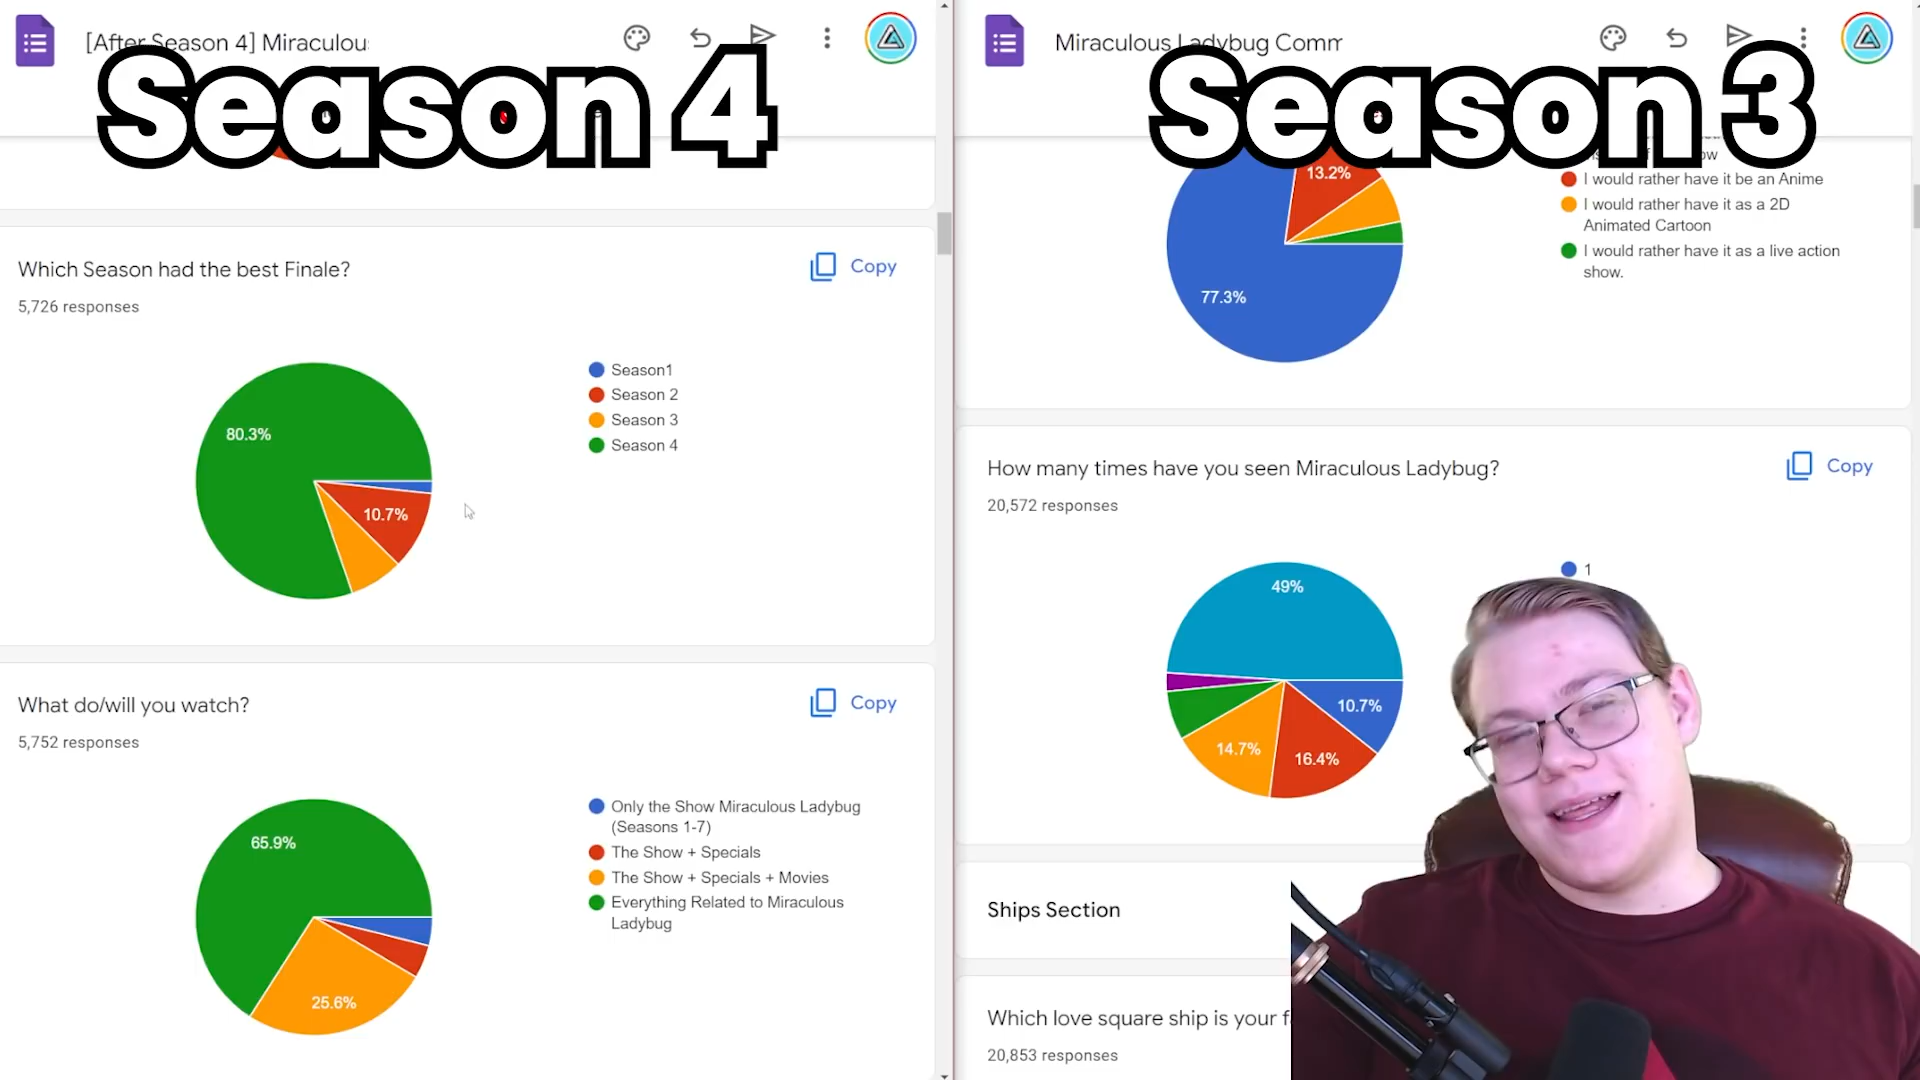 [After Season 4] Miraculou
Season 4
Which Season had the best Finale?
Copy
5,726 responses
80.3%
10.7%
Season1
Season 2
Season 3
Season 4
What do/will you watch?
Copy
5,752 responses
65.9%
25.6%
Only the Show Miraculous Ladybug
(Seasons 1-7)
The Show + Specials
The Show + Specials + Movies
Everything Related to Miraculous
Ladybug
Miraculous Ladybug Comm
Season 3
13.2%
77.3%
I would rather have it be an Anime
I would rather have it as a 2D
Animated Cartoon
I would rather have it as a live action
show.
How many times have you seen Miraculous Ladybug?
Copy
20,572 responses
49%
10.7%
14.7%
16.4%
1
Ships Section
Which love square ship is your f
20,853 responses